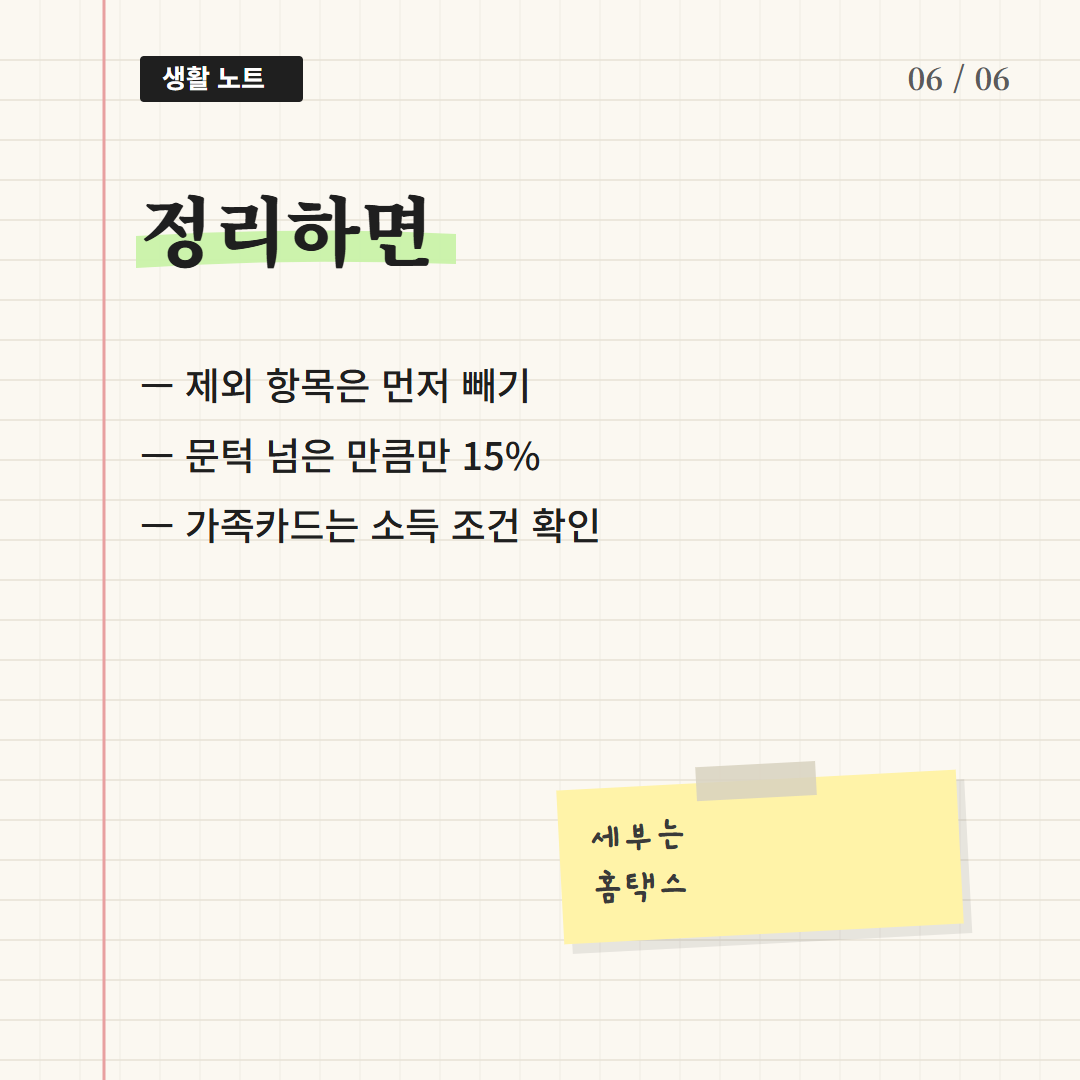 생활 노트
06 / 06
정리하면
— 제외 항목은 먼저 빼기
— 문턱 넘은 만큼만 15%
— 가족카드는 소득 조건 확인
세부는
홈택스